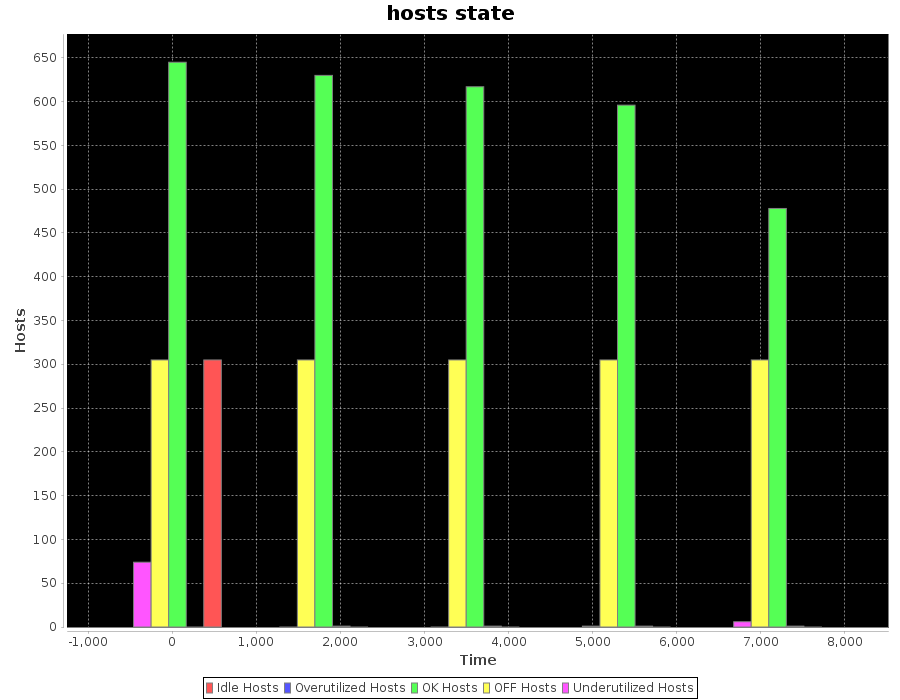 hosts state
650
600
550
500
450
400
350
300
250
200
150
100
50
0
Hosts
-1,000 0 1,000 2,000 3,000 4,000 5,000 6,000 7,000 8,000
Time
Idle Hosts Overutilized Hosts OK Hosts OFF Hosts Underutilized Hosts